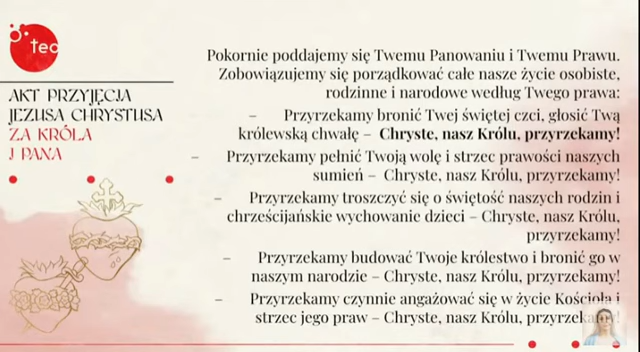 teo
AKT PRZYJĘCIA
JEZUSA CHRYSTUSA
ZA KRÓLA
I PANA
Pokornie poddajemy się Twemu Panowaniu i Twemu Prawu.
Zobowiązujemy się porządkować całe nasze życie osobiste,
rodzinne i narodowe według Twego prawa:
– Przyrzekamy bronić Twej świętej czci, głosić Twą
królewską chwałę – Chryste, nasz Królu, przyrzekamy!
– Przyrzekamy pełnić Twoją wolę i strzec prawości naszych
sumień – Chryste, nasz Królu, przyrzekamy!
– Przyrzekamy troszczyć się o świętość naszych rodzin i
chrześcijańskie wychowanie dzieci – Chryste, nasz Królu,
przyrzekamy!
– Przyrzekamy budować Twoje królestwo i bronić go w
naszym narodzie – Chryste, nasz Królu, przyrzekamy!
– Przyrzekamy czynnie angażować się w życie Kościoła i
strzec jego praw – Chryste, nasz Królu, przyrzekamy!